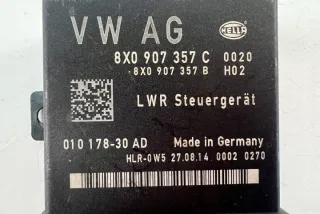 VW AG
HELLA
8X0 907 357 C 0020
8X0 907 357 B H02
LWR Steuergerät
010 178-30 AD Made in Germany
HLR-0W5 27.08.14 0002 0270